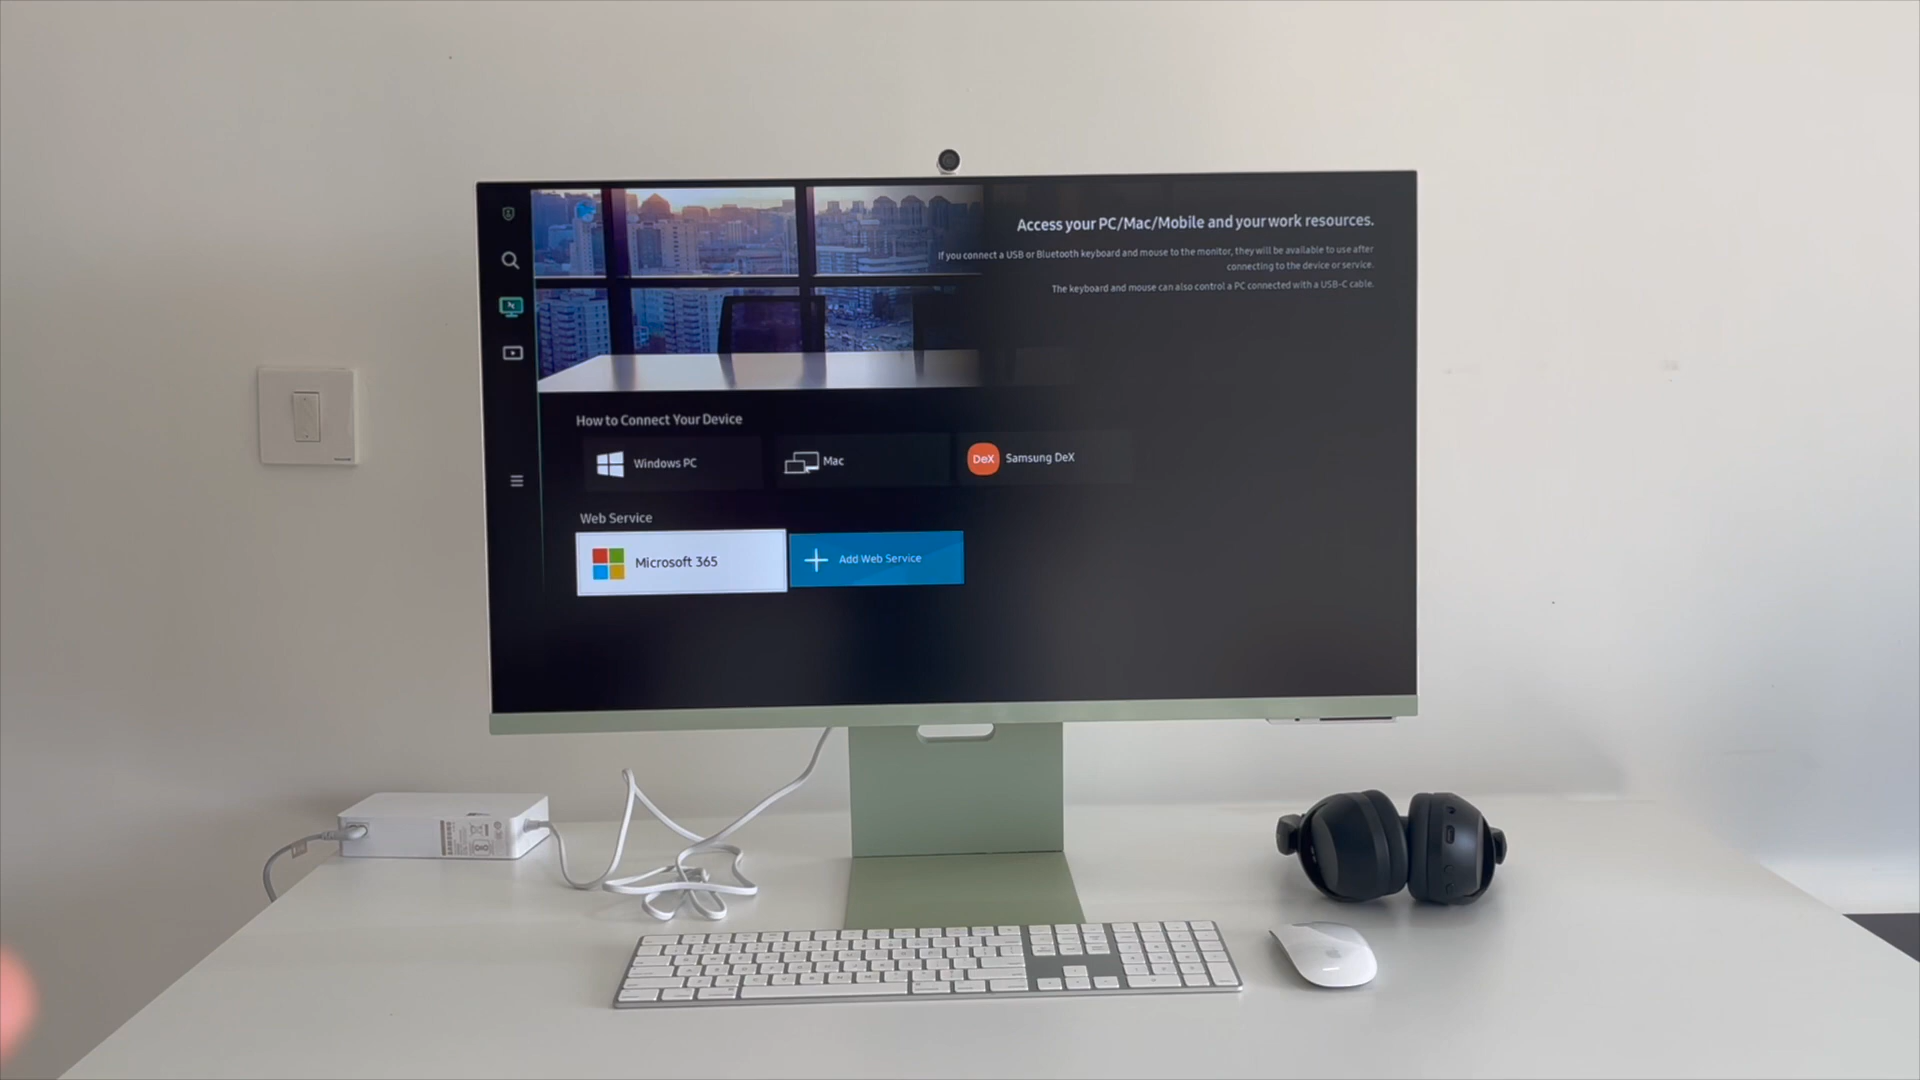 Access your PC/Mac/Mobile and your work resources.
If you connect a USB or Bluetooth keyboard and mouse to the monitor, they will be available to use after
connecting to the device or service.
The keyboard and mouse can also control a PC connected with a USB-C cable.
How to Connect Your Device
Windows PC
Mac
DeX
Samsung DeX
Web Service
Microsoft 365
Add Web Service
SAMSUNG